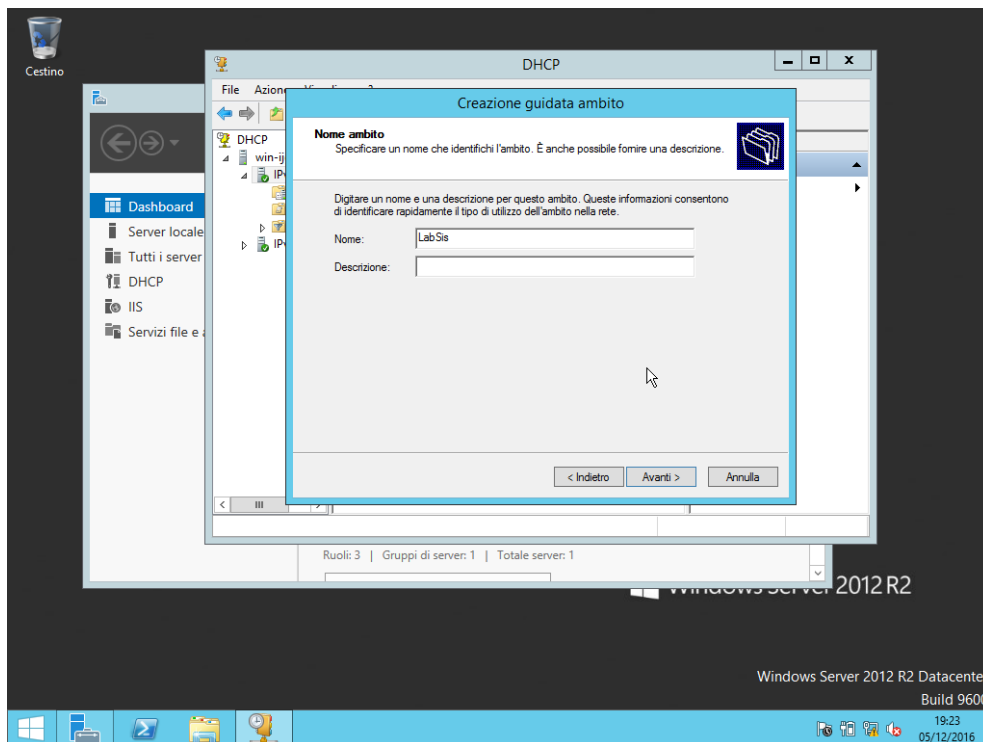 Cestino
DHCP
File Azione
Creazione guidata ambito
Nome ambito
Specificare un nome che identifichi l'ambito. È anche possibile fornire una descrizione.
Digitare un nome e una descrizione per questo ambito. Queste informazioni consentono
di identificare rapidamente il tipo di utilizzo dell'ambito nella rete.
Nome: LabSis
Descrizione:
< Indietro Avanti > Annulla
DHCP
win-ij
Dashboard
Server locale
Tutti i server
DHCP
IIS
Servizi file e
Ruoli: 3 | Gruppi di server: 1 | Totale server: 1
Windows Server 2012 R2
Windows Server 2012 R2 Datacente
Build 960
19:23
05/12/2016